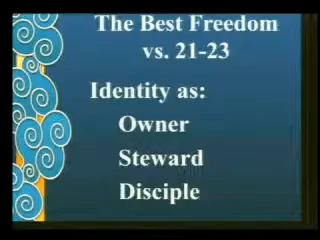 The Best Freedom
vs. 21-23
Identity as:
Owner
Steward
Disciple